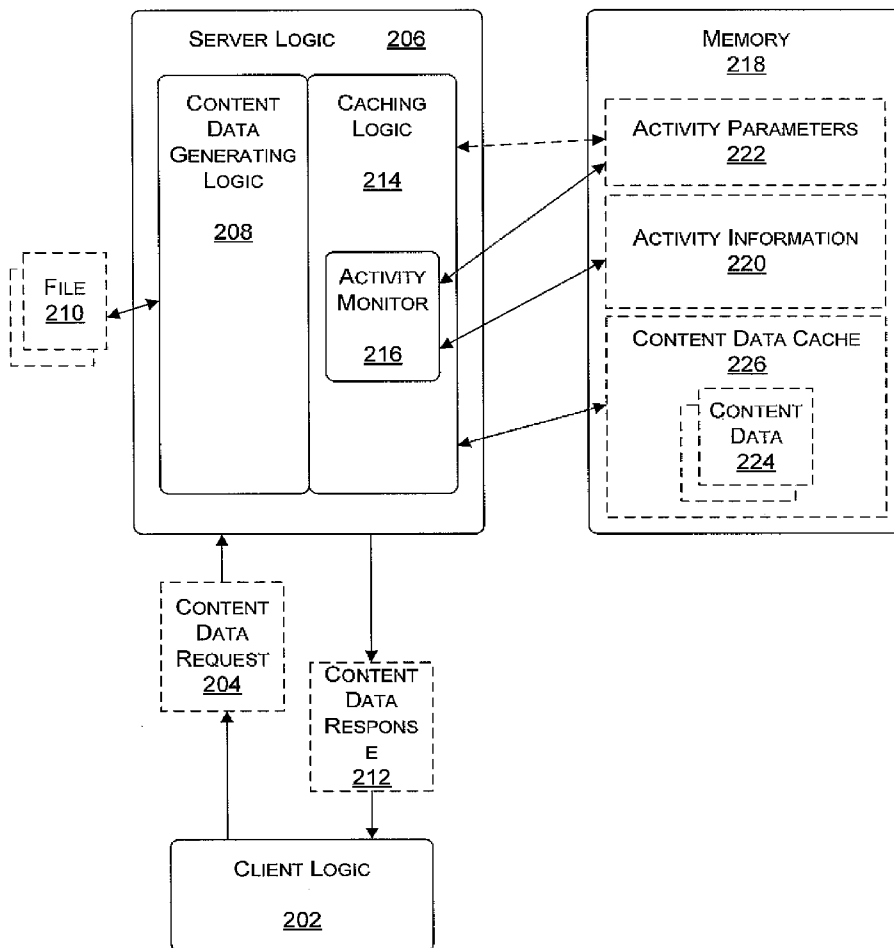 SERVER LOGIC 206
CONTENT
DATA
GENERATING
LOGIC
208
CACHING
LOGIC
214
ACTIVITY
MONITOR
216
MEMORY
218
ACTIVITY PARAMETERS
222
ACTIVITY INFORMATION
220
CONTENT DATA CACHE
226
CONTENT
DATA
224
FILE
210
CONTENT
DATA
REQUEST
204
CONTENT
DATA
RESPONS
E
212
CLIENT LOGIC
202